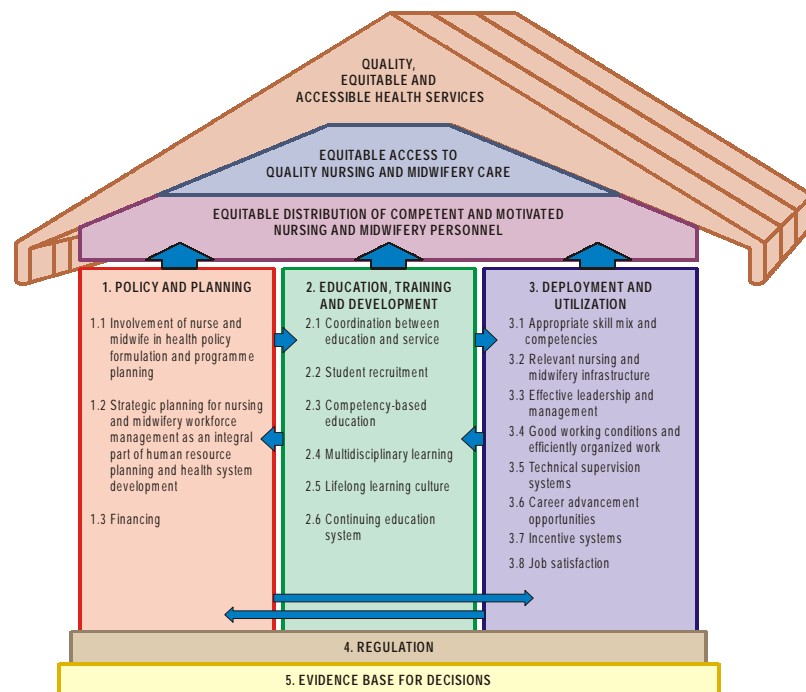 QUALITY,
EQUITABLE AND
ACCESSIBLE HEALTH SERVICES
EQUITABLE ACCESS TO
QUALITY NURSING AND MIDWIFERY CARE
EQUITABLE DISTRIBUTION OF COMPETENT AND MOTIVATED
NURSING AND MIDWIFERY PERSONNEL
1. POLICY AND PLANNING
1.1 Involvement of nurse and
midwife in health policy
formulation and programme
planning
1.2 Strategic planning for nursing
and midwifery workforce
management as an integral
part of human resource
planning and health system
development
1.3 Financing
2. EDUCATION, TRAINING
AND DEVELOPMENT
2.1 Coordination between
education and service
2.2 Student recruitment
2.3 Competency-based
education
2.4 Multidisciplinary learning
2.5 Lifelong learning culture
2.6 Continuing education
system
3. DEPLOYMENT AND
UTILIZATION
3.1 Appropriate skill mix and
competencies
3.2 Relevant nursing and
midwifery infrastructure
3.3 Effective leadership and
management
3.4 Good working conditions and
efficiently organized work
3.5 Technical supervision
systems
3.6 Career advancement
opportunities
3.7 Incentive systems
3.8 Job satisfaction
4. REGULATION
5. EVIDENCE BASE FOR DECISIONS